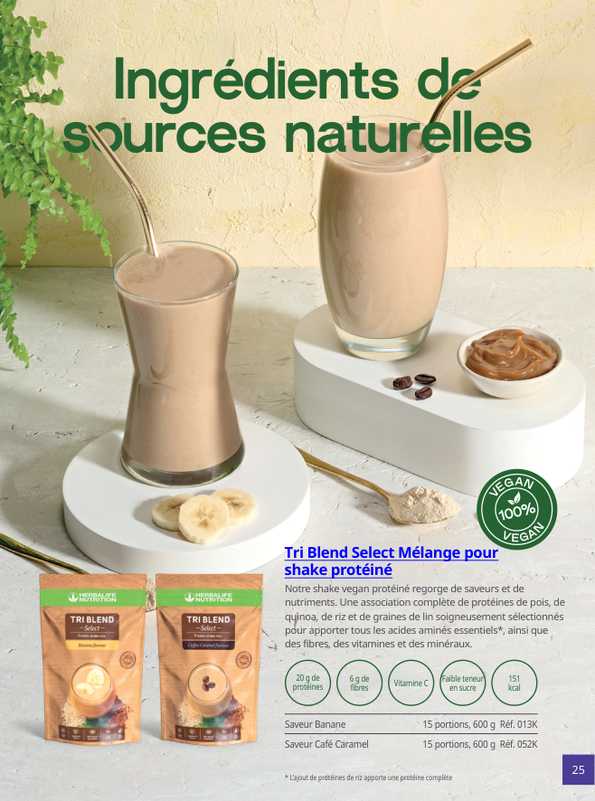 Ingrédients de
sources naturelles
VEGAN
100%
VEGAN
Tri Blend Select Mélange pour
shake protéiné
Notre shake vegan protéiné regorge de saveurs et de
nutriments. Une association complète de protéines de pois, de
quinoa, de riz et de graines de lin soigneusement sélectionnés
pour apporter tous les acides aminés essentiels*, ainsi que
des fibres, des vitamines et des minéraux.
20 g de
protéines
6 g de
fibres
Vitamine C
Faible teneur
en sucre
151
kcal
Saveur Banane 15 portions, 600 g Réf. 013K
Saveur Café Caramel 15 portions, 600 g Réf. 052K
* L'ajout de protéines de riz apporte une protéine complète
25
HERBALIFE
NUTRITION
TRI BLEND
Select
Banana flavour
HERBALIFE
NUTRITION
TRI BLEND
Select
Coffee Caramel flavour